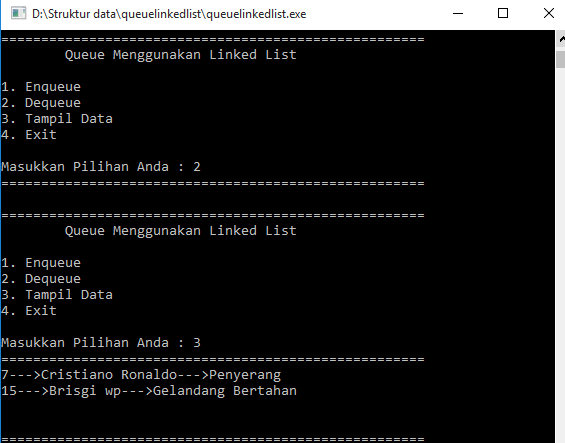 D:\Struktur data\queuelinkedlist\queuelinkedlist.exe
=====================================================
Queue Menggunakan Linked List
1. Enqueue
2. Dequeue
3. Tampil Data
4. Exit
Masukkan Pilihan Anda : 2
=====================================================
=====================================================
Queue Menggunakan Linked List
1. Enqueue
2. Dequeue
3. Tampil Data
4. Exit
Masukkan Pilihan Anda : 3
=====================================================
7--->Cristiano Ronaldo--->Penyerang
15--->Brisgi wp--->Gelandang Bertahan
=====================================================